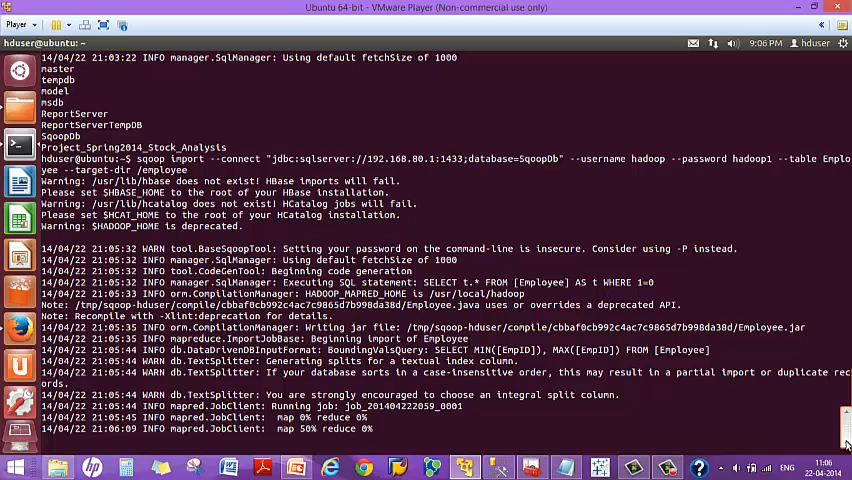 Ubuntu 64-bit - VMware Player (Non-commercial use only)
Player
hduser@ubuntu: ~
9:06 PM
hduser
14/04/22 21:03:22 INFO manager.SqlManager: Using default fetchSize of 1000
master
tempdb
model
msdb
ReportServer
ReportServerTempDB
SqoopDb
Project_Spring2014_Stock_Analysis
hduser@ubuntu:~$ sqoop import --connect "jdbc:sqlserver://192.168.80.1:1433;database=SqoopDb" --username hadoop --password hadoop1 --table Emplo
yee --target-dir /employee
Warning: /usr/lib/hbase does not exist! HBase imports will fail.
Please set $HBASE_HOME to the root of your HBase installation.
Warning: /usr/lib/hcatalog does not exist! HCatalog jobs will fail.
Please set $HCAT_HOME to the root of your HCatalog installation.
Warning: $HADOOP_HOME is deprecated.
14/04/22 21:05:32 WARN tool.BaseSqoopTool: Setting your password on the command-line is insecure. Consider using -P instead.
14/04/22 21:05:32 INFO manager.SqlManager: Using default fetchSize of 1000
14/04/22 21:05:32 INFO tool.CodeGenTool: Beginning code generation
14/04/22 21:05:32 INFO manager.SqlManager: Executing SQL statement: SELECT t.* FROM [Employee] AS t WHERE 1=0
14/04/22 21:05:33 INFO orm.CompilationManager: HADOOP_MAPRED_HOME is /usr/local/hadoop
Note: /tmp/sqoop-hduser/compile/cbbaf0cb992c4ac7c9865d7fb998da38d/Employee.java uses or overrides a deprecated API.
Note: Recompile with -Xlint:deprecation for details.
14/04/22 21:05:35 INFO orm.CompilationManager: Writing jar file: /tmp/sqoop-hduser/compile/cbbaf0cb992c4ac7c9865d7fb998da38d/Employee.jar
14/04/22 21:05:35 INFO mapreduce.ImportJobBase: Beginning import of Employee
14/04/22 21:05:44 INFO db.DataDrivenDBInputFormat: BoundingValsQuery: SELECT MIN([EmpID]), MAX([EmpID]) FROM [Employee]
14/04/22 21:05:44 WARN db.TextSplitter: Generating splits for a textual index column.
14/04/22 21:05:44 WARN db.TextSplitter: If your database sorts in a case-insensitive order, this may result in a partial import or duplicate rec
ords.
14/04/22 21:05:44 WARN db.TextSplitter: You are strongly encouraged to choose an integral split column.
14/04/22 21:05:44 INFO mapred.JobClient: Running job: job_201404222059_0001
14/04/22 21:05:45 INFO mapred.JobClient:  map 0% reduce 0%
14/04/22 21:06:09 INFO mapred.JobClient:  map 50% reduce 0%
ENG
11:06
22-04-2014